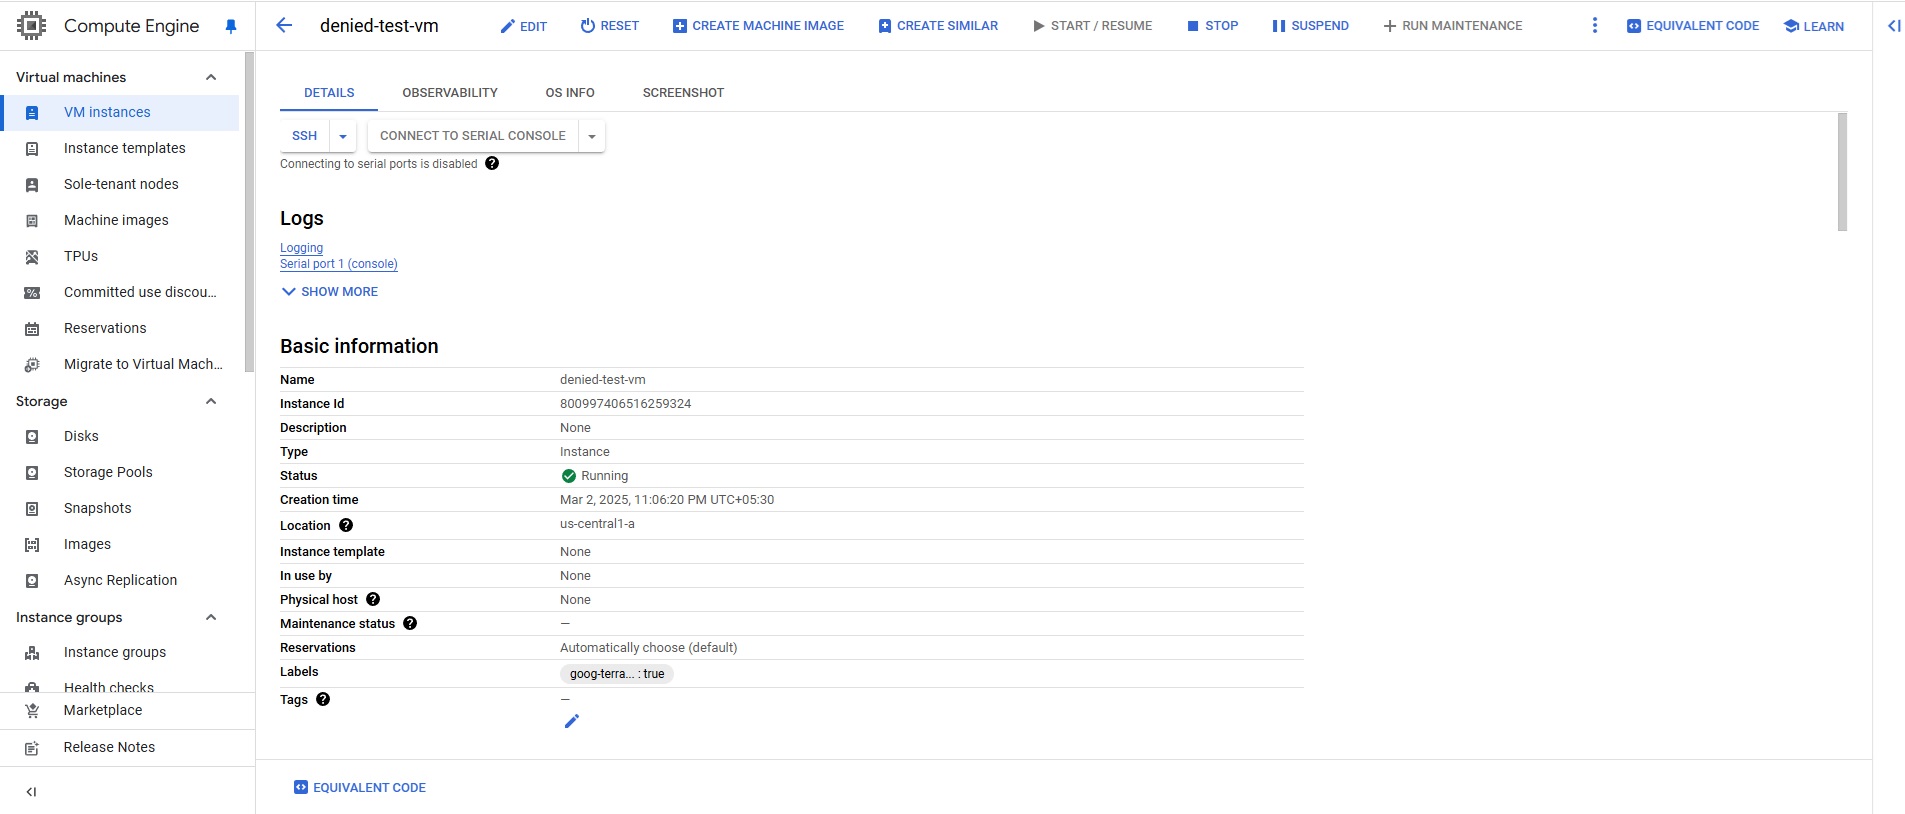 Compute Engine
denied-test-vm
EDIT
RESET
CREATE MACHINE IMAGE
CREATE SIMILAR
START / RESUME
STOP
SUSPEND
RUN MAINTENANCE
EQUIVALENT CODE
LEARN
Virtual machines
VM instances
Instance templates
Sole-tenant nodes
Machine images
TPUs
Committed use discou...
Reservations
Migrate to Virtual Mach...
Storage
Disks
Storage Pools
Snapshots
Images
Async Replication
Instance groups
Instance groups
Health checks
Marketplace
Release Notes
DETAILS
OBSERVABILITY
OS INFO
SCREENSHOT
SSH
CONNECT TO SERIAL CONSOLE
Connecting to serial ports is disabled
Logs
Logging
Serial port 1 (console)
SHOW MORE
Basic information
Name denied-test-vm
Instance Id 800997406516259324
Description None
Type Instance
Status Running
Creation time Mar 2, 2025, 11:06:20 PM UTC+05:30
Location us-central1-a
Instance template None
In use by None
Physical host None
Maintenance status —
Reservations Automatically choose (default)
Labels goog-terra... : true
Tags —
EQUIVALENT CODE